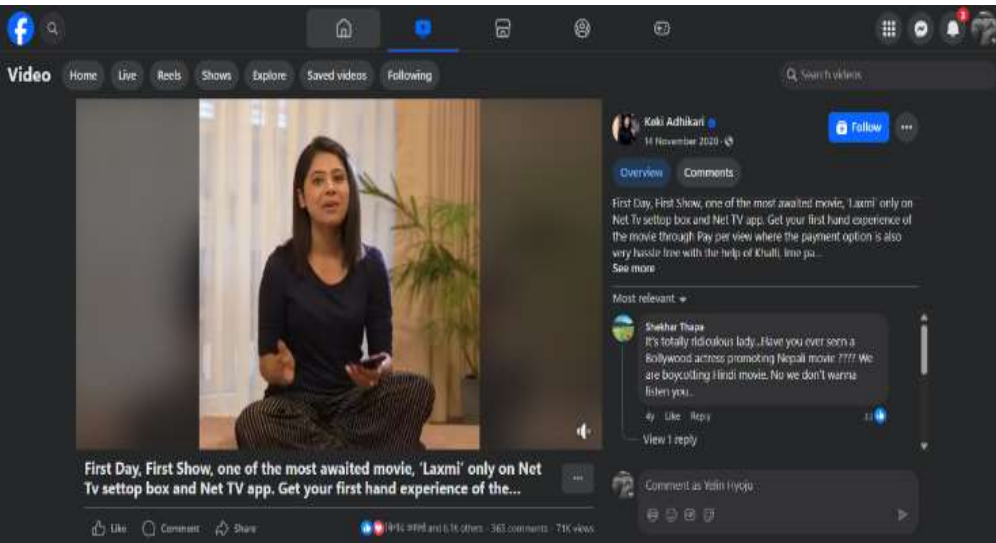 3
Video
Home
Live
Reels
Shows
Explore
Saved videos
Following
Search videos
Keki Adhikari
14 November 2020
Follow
Overview
Comments
First Day, First Show, one of the most awaited movie, 'Laxmi' only on
Net Tv settop box and Net TV app. Get your first hand experience of
the movie through Pay per view where the payment option is also
very hassle free with the help of Khalti, Ime pa...
See more
Most relevant
Shekhar Thapa
It's totally ridiculous lady..Have you ever seen a
Bollywood actress promoting Nepali movie ???? We
are boycotting Hindi movie. No we don't wanna
listen you..
4y Like Reply
View 1 reply
Comment as Yelin Hyoju
First Day, First Show, one of the most awaited movie, 'Laxmi' only on Net
Tv settop box and Net TV app. Get your first hand experience of the...
Like
Comment
Share
and 6.1K others · 363 comments · 71K views